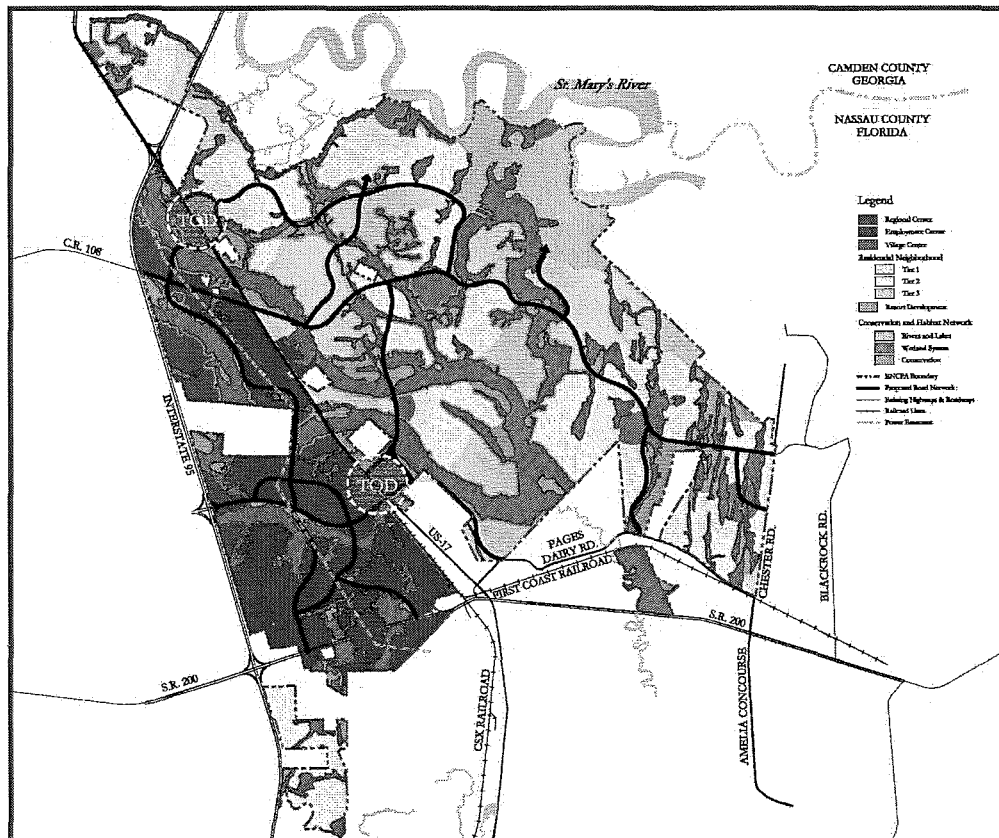 St. Mary's River
CAMDEN COUNTY
GEORGIA
NASSAU COUNTY
FLORIDA
Legend
Regional Center
Employment Center
Village Center
Residential Neighborhood
Tier 1
Tier 2
Tier 3
Resort Development
Conservation and Habitat Network
Rivers and Lakes
Wetland System
Conservation
ENCPA Boundary
Proposed Road Network
Existing Highways & Roadways
Railroad Lines
Power Easement
TOD
C.R. 108
INTERSTATE 95
TOD
US-17
PAGES
DAIRY RD.
FIRST COAST RAILROAD
CHESTER RD.
BLACKROCK RD.
S.R. 200
S.R. 200
CSX RAILROAD
AMELIA CONCOURSE